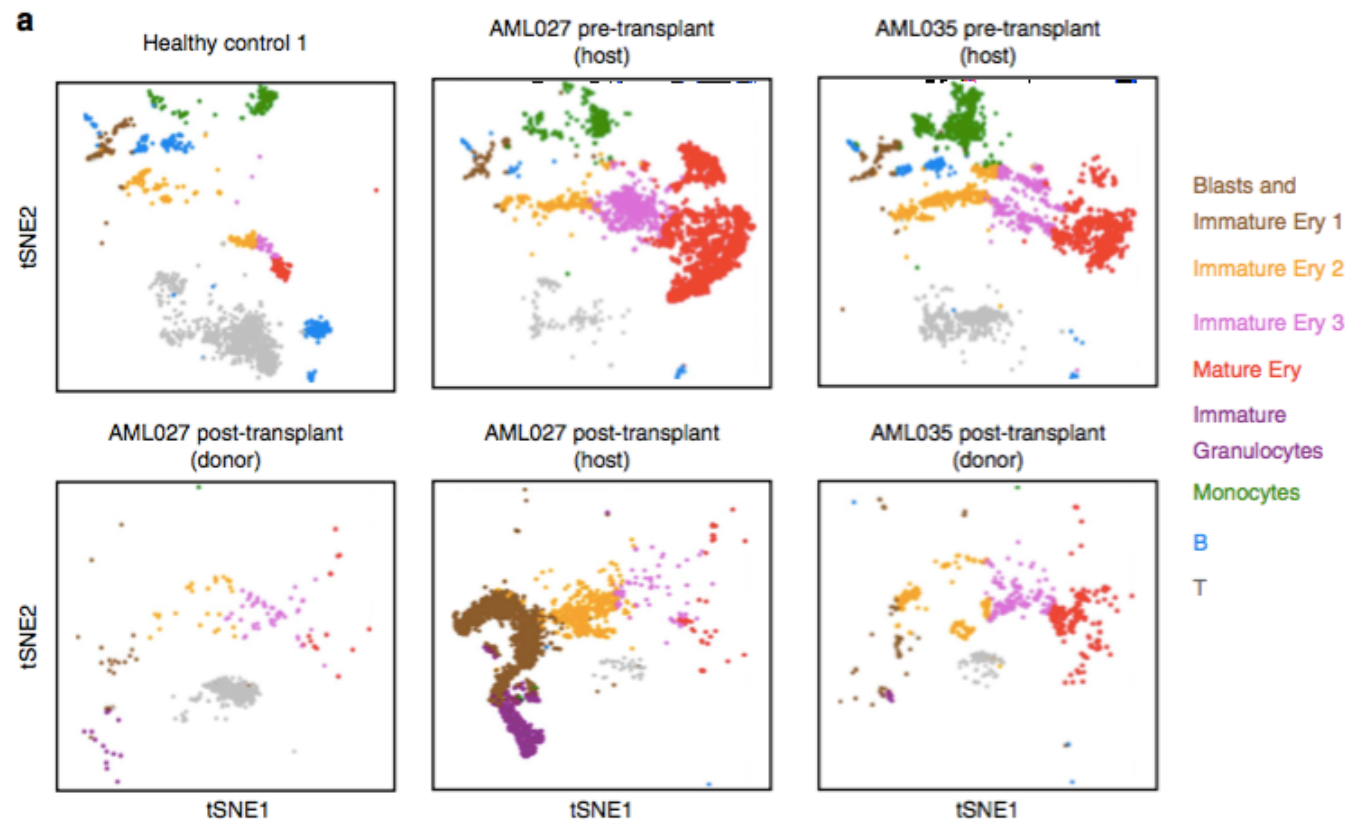 a
Healthy control 1
AML027 pre-transplant
(host)
AML035 pre-transplant
(host)
tSNE2
Blasts and
Immature Ery 1
Immature Ery 2
Immature Ery 3
Mature Ery
Immature
Granulocytes
Monocytes
B
T
AML027 post-transplant
(donor)
AML027 post-transplant
(host)
AML035 post-transplant
(donor)
tSNE2
tSNE1
tSNE1
tSNE1